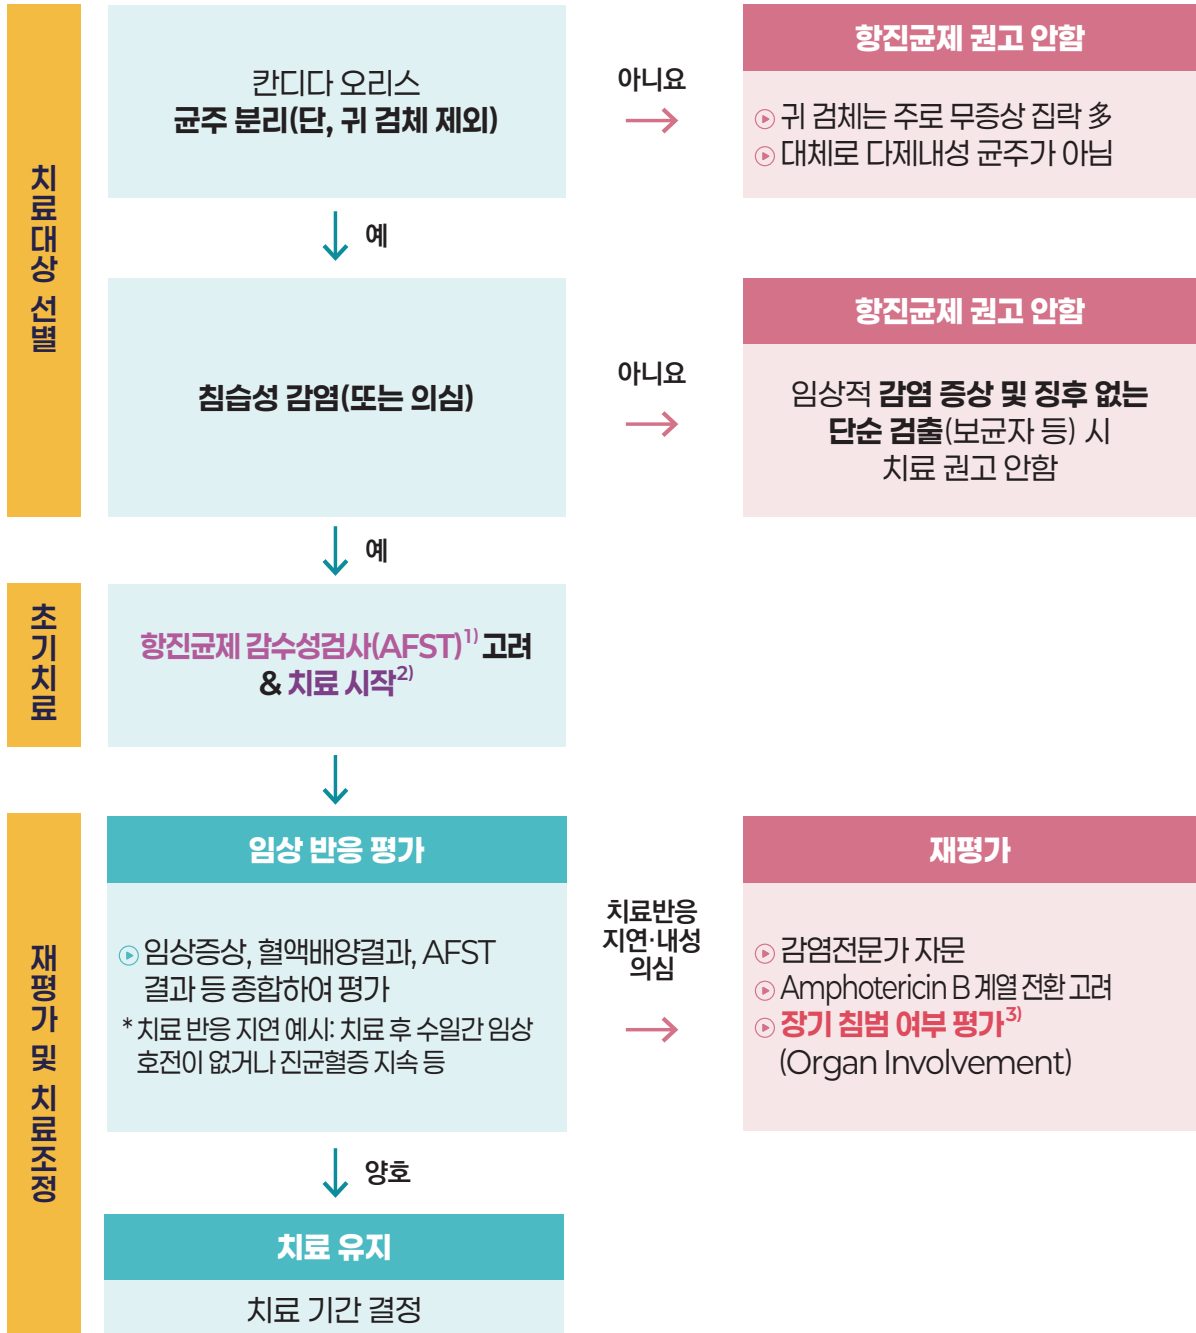 치료대상 선별
칸디다 오리스
균주 분리(단, 귀 검체 제외)
아니요
항진균제 권고 안함
귀 검체는 주로 무증상 집락 多
대체로 다제내성 균주가 아님
예
침습성 감염(또는 의심)
아니요
항진균제 권고 안함
임상적 감염 증상 및 징후 없는
단순 검출(보균자 등) 시
치료 권고 안함
예
초기치료
항진균제 감수성검사(AFST)1) 고려
& 치료 시작2)
재평가 및 치료조정
임상 반응 평가
임상증상, 혈액배양결과, AFST
결과 등 종합하여 평가
* 치료 반응 지연 예시: 치료 후 수일간 임상
호전이 없거나 진균혈증 지속 등
치료반응
지연·내성
의심
재평가
감염전문가 자문
Amphotericin B 계열 전환 고려
장기 침범 여부 평가3)
(Organ Involvement)
양호
치료 유지
치료 기간 결정